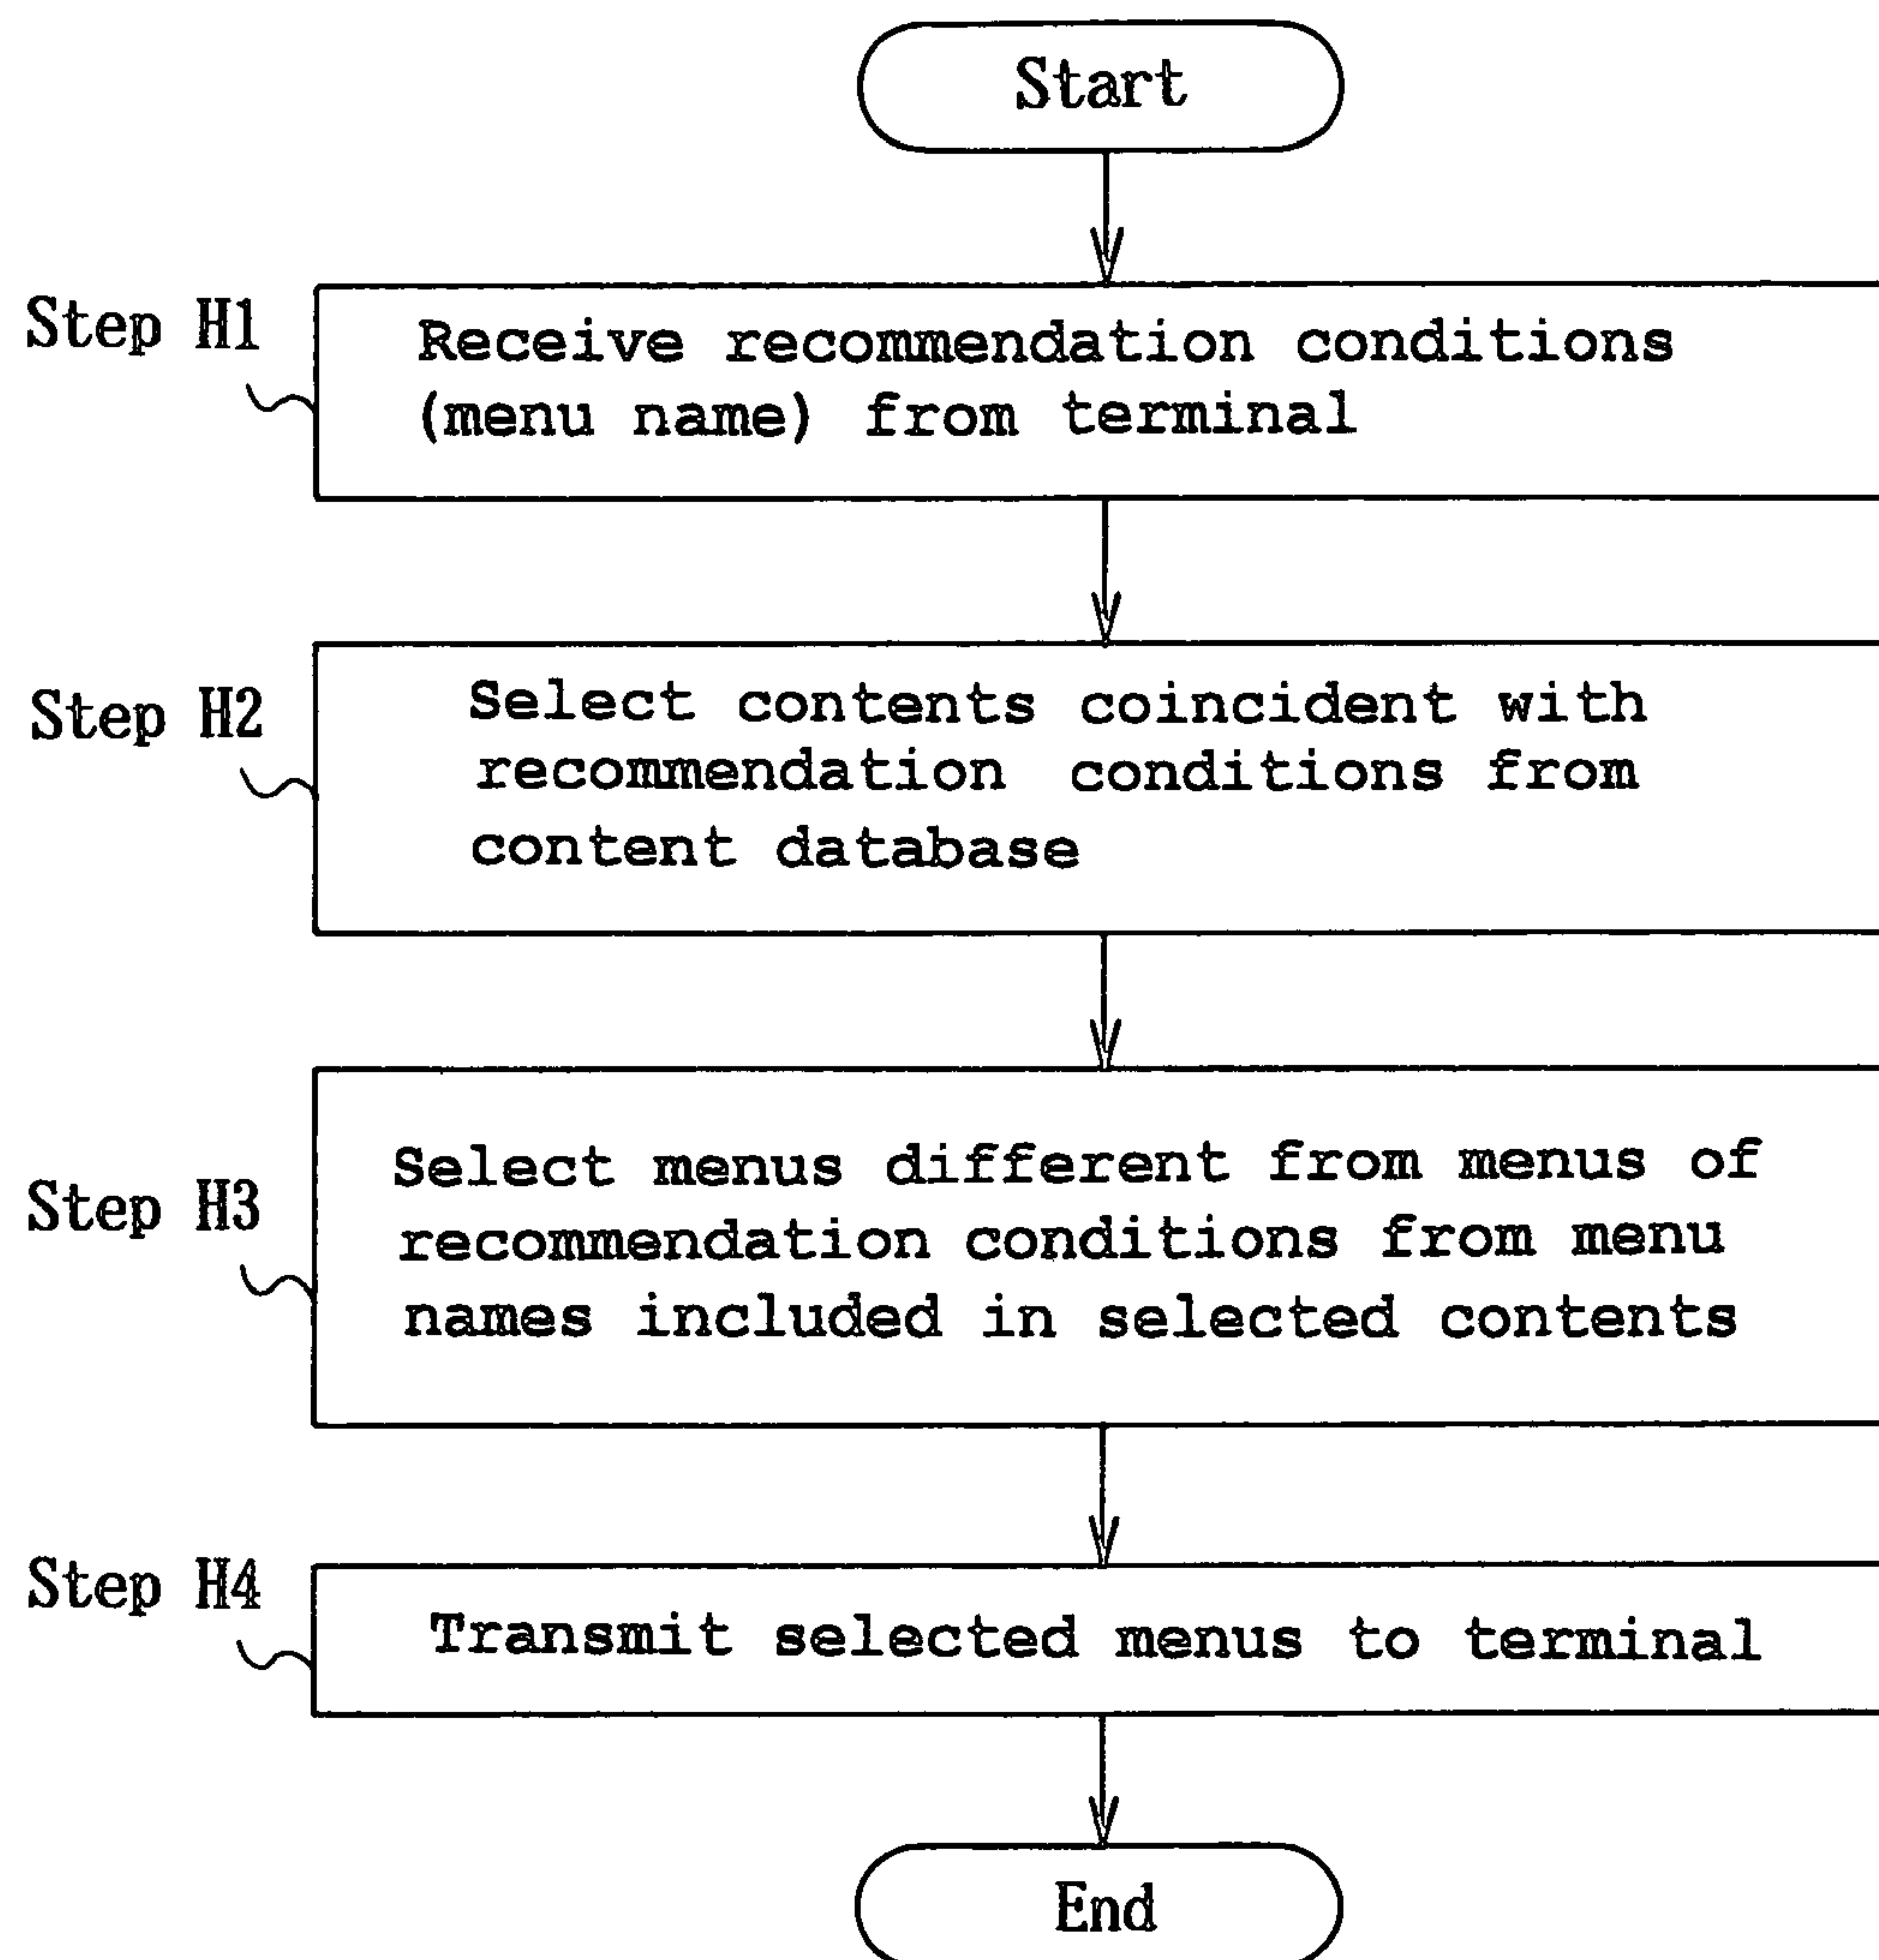 Start
Step H1
Receive recommendation conditions
(menu name) from terminal
Step H2
Select contents coincident with
recommendation conditions from
content database
Step H3
Select menus different from menus of
recommendation conditions from menu
names included in selected contents
Step H4
Transmit selected menus to terminal
End